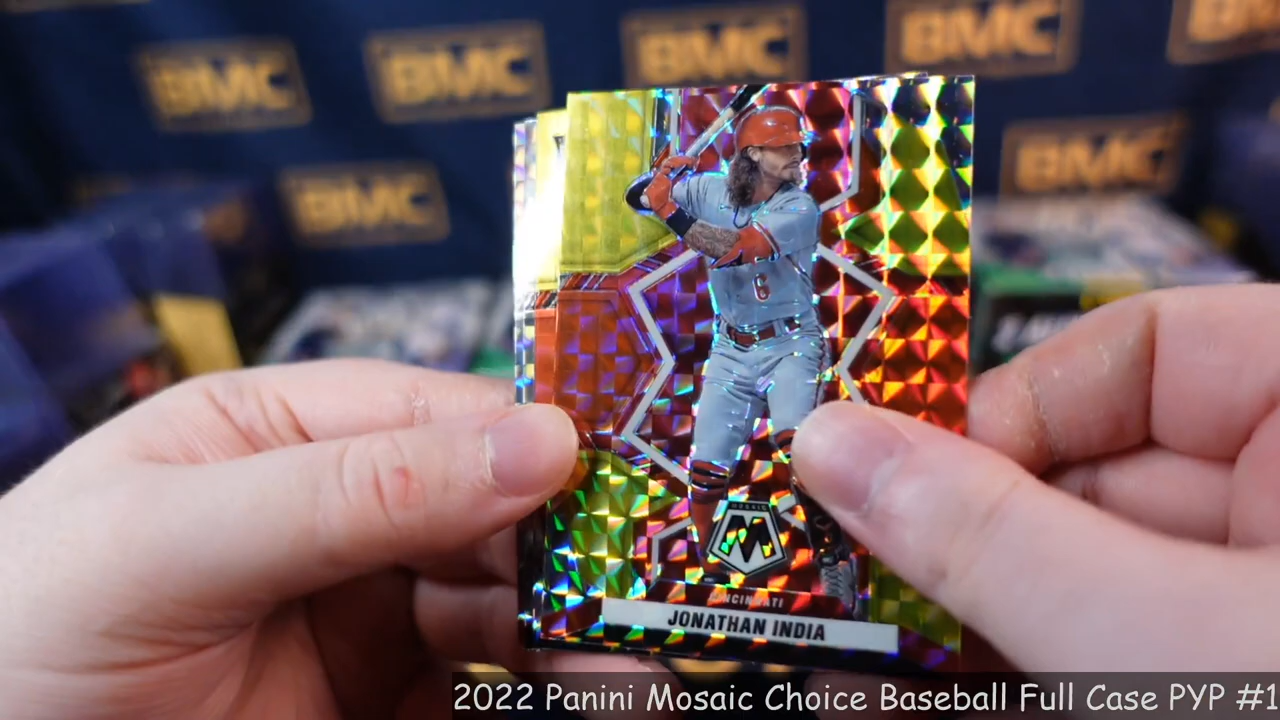 BMC BMC BMC BMC
BMC BMC
6
MOSAIC
M
CINCINNATI
JONATHAN INDIA
2022 Panini Mosaic Choice Baseball Full Case PYP #1